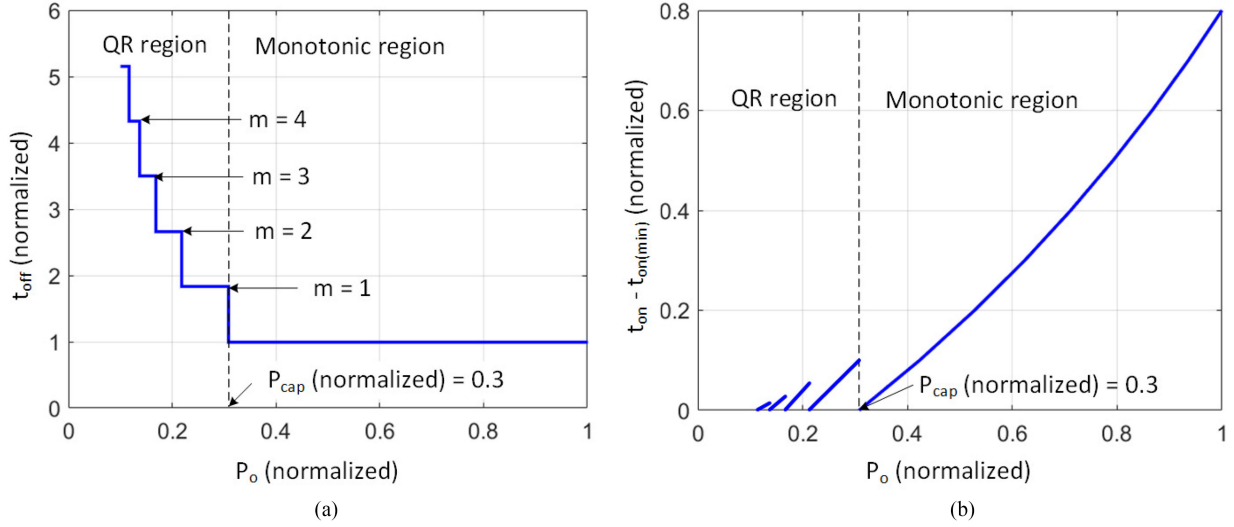 QR region
Monotonic region
m = 4
m = 3
m = 2
m = 1
P_cap (normalized) = 0.3
t_off (normalized)
6
5
4
3
2
1
0
0
0.2
0.4
0.6
0.8
1
P_o (normalized)
(a)
QR region
Monotonic region
P_cap (normalized) = 0.3
t_on - t_on(min) (normalized)
0.8
0.6
0.4
0.2
0
0
0.2
0.4
0.6
0.8
1
P_o (normalized)
(b)